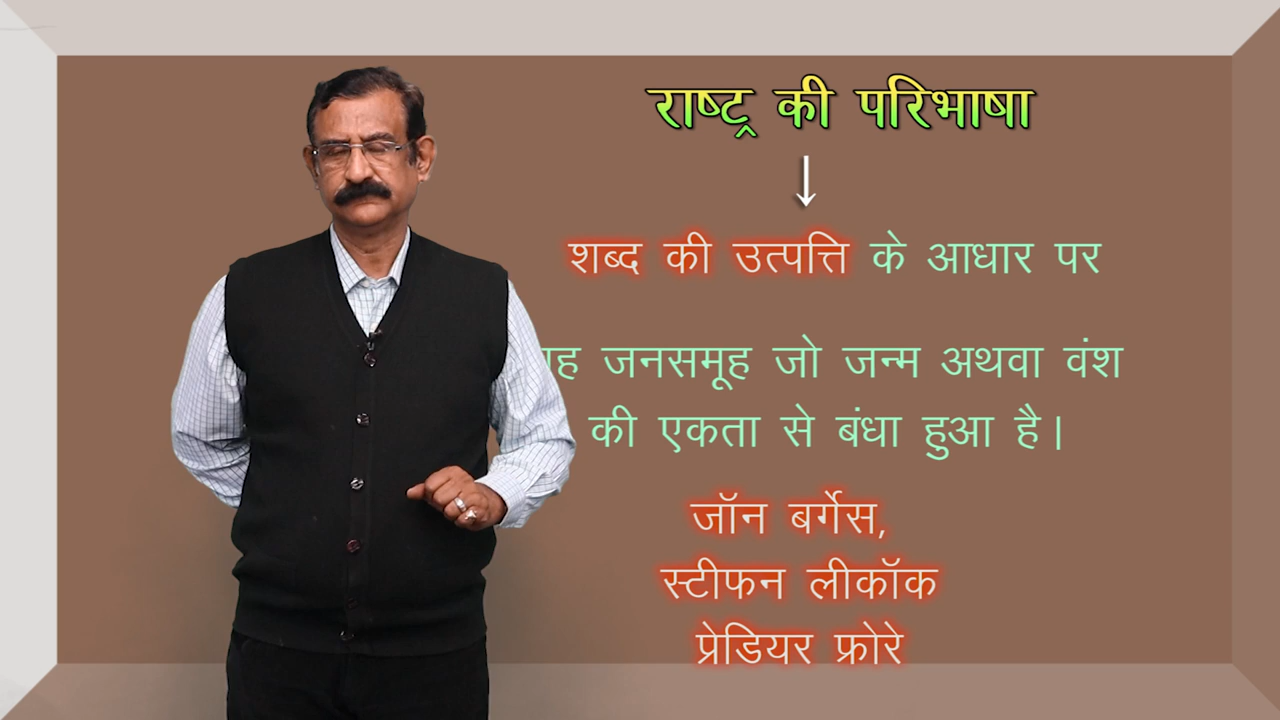 राष्ट्र की परिभाषा
शब्द की उत्पत्ति के आधार पर
जनसमूह जो जन्म अथवा वंश
की एकता से बंधा हुआ है।
जॉन बर्गेस,
स्टीफन लीकॉक
प्रेडियर फ्रोरे